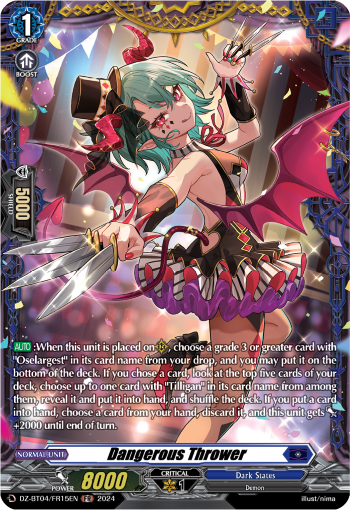 1
GRADE
BOOST
5000
SHIELD
AUTO :When this unit is placed on , choose a grade 3 or greater card with
"Oselargest" in its card name from your drop, and you may put it on the
bottom of the deck. If you chose a card, look at the top five cards of your
deck, choose up to one card with "Tilligan" in its card name from among
them, reveal it and put it into hand, and shuffle the deck. If you put a card
into hand, choose a card from your hand, discard it, and this unit gets
+2000 until end of turn.
NORMAL UNIT
Dangerous Thrower
POWER 8000
CRITICAL
1
Dark States
Demon
DZ-BT04/FR15EN FR 2024
illust/nima